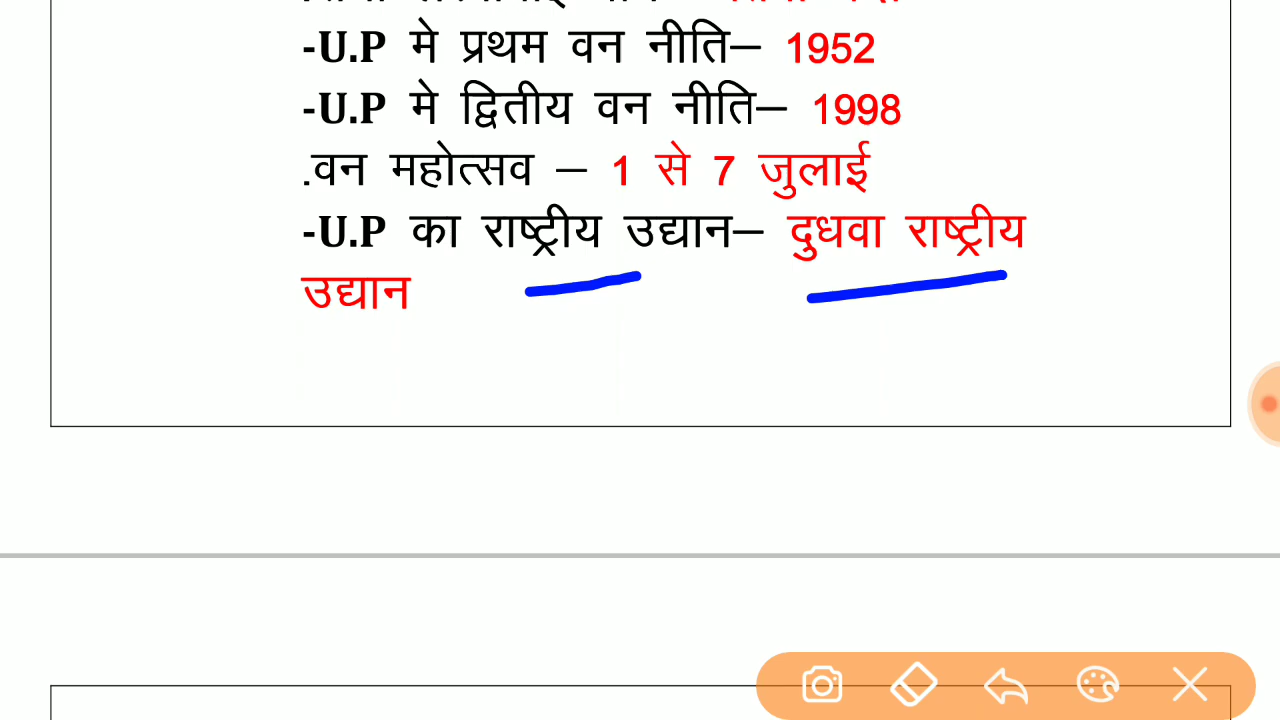 -U.P मे प्रथम वन नीति– 1952
-U.P मे द्वितीय वन नीति– 1998
.वन महोत्सव – 1 से 7 जुलाई
-U.P का राष्ट्रीय उद्यान– दुधवा राष्ट्रीय
उद्यान